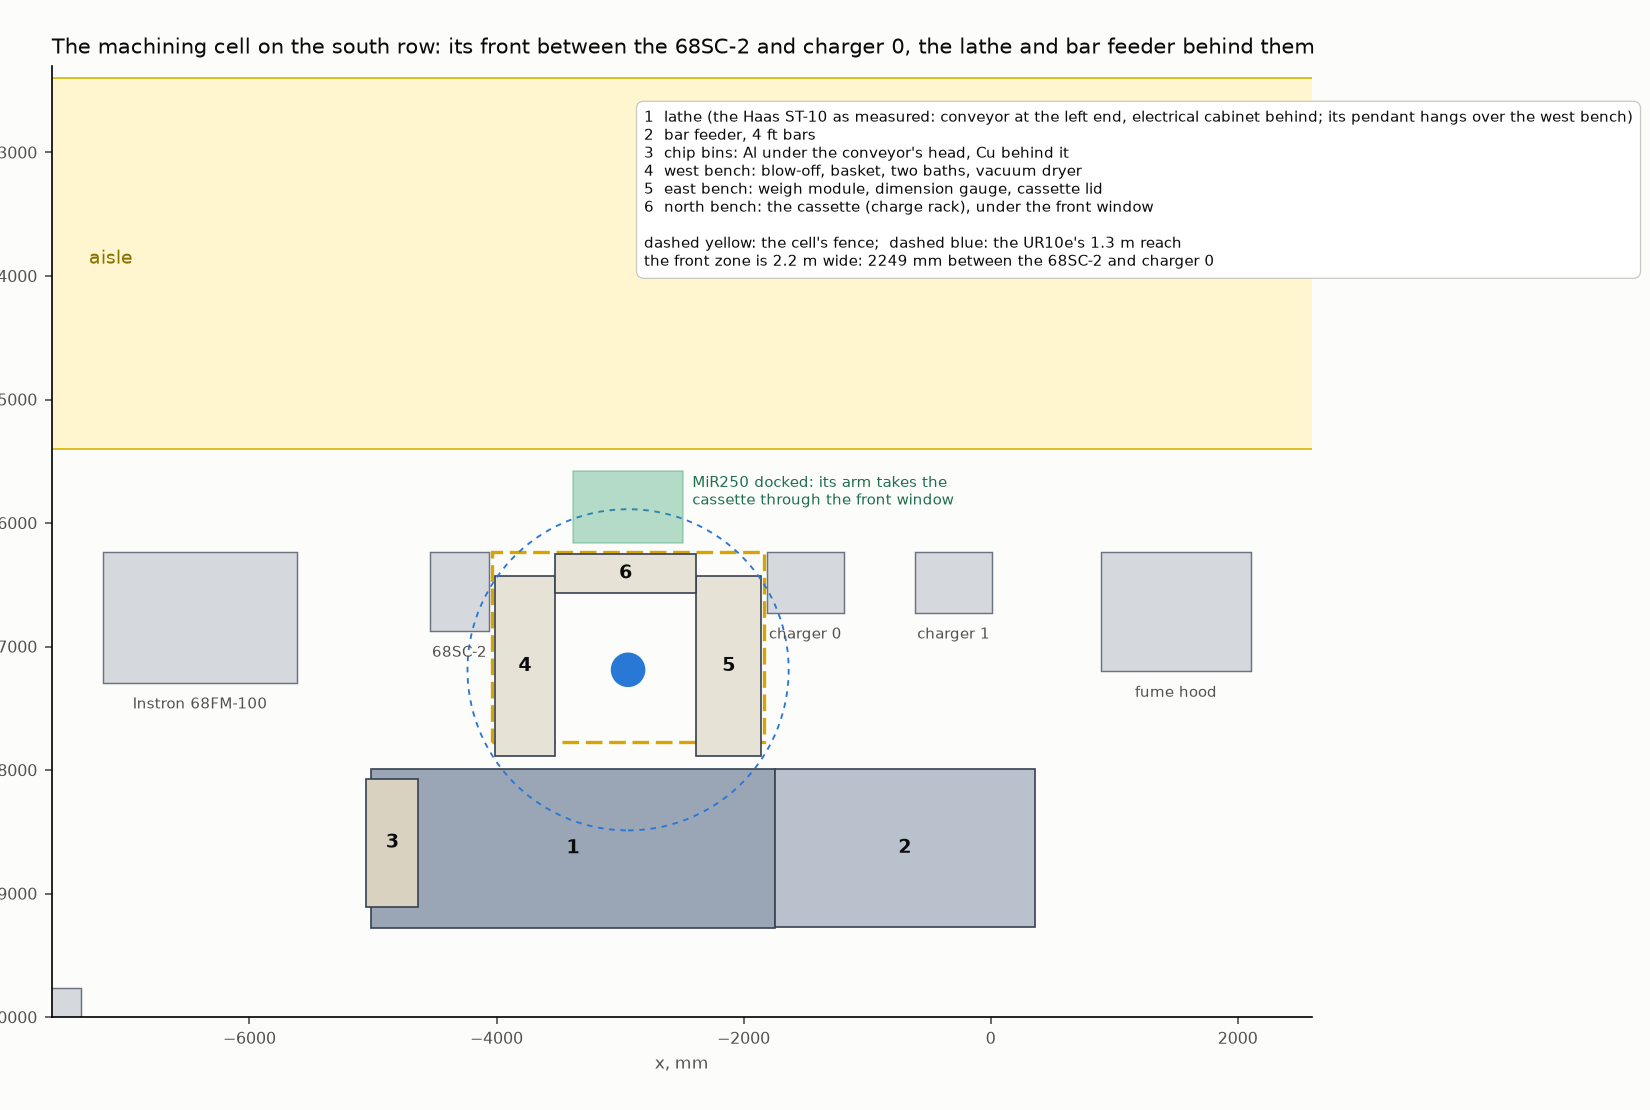 The machining cell on the south row: its front between the 68SC-2 and charger 0, the lathe and bar feeder behind them
1 lathe (the Haas ST-10 as measured: conveyor at the left end, electrical cabinet behind; its pendant hangs over the west bench)
2 bar feeder, 4 ft bars
3 chip bins: Al under the conveyor's head, Cu behind it
4 west bench: blow-off, basket, two baths, vacuum dryer
5 east bench: weigh module, dimension gauge, cassette lid
6 north bench: the cassette (charge rack), under the front window
dashed yellow: the cell's fence; dashed blue: the UR10e's 1.3 m reach
the front zone is 2.2 m wide: 2249 mm between the 68SC-2 and charger 0
3000
aisle
4000
5000
MiR250 docked: its arm takes the
cassette through the front window
6000
6
charger 0
charger 1
7000
68SC-2
4
5
fume hood
Instron 68FM-100
8000
3
1
2
9000
0000
−6000
−4000
−2000
0
2000
x, mm